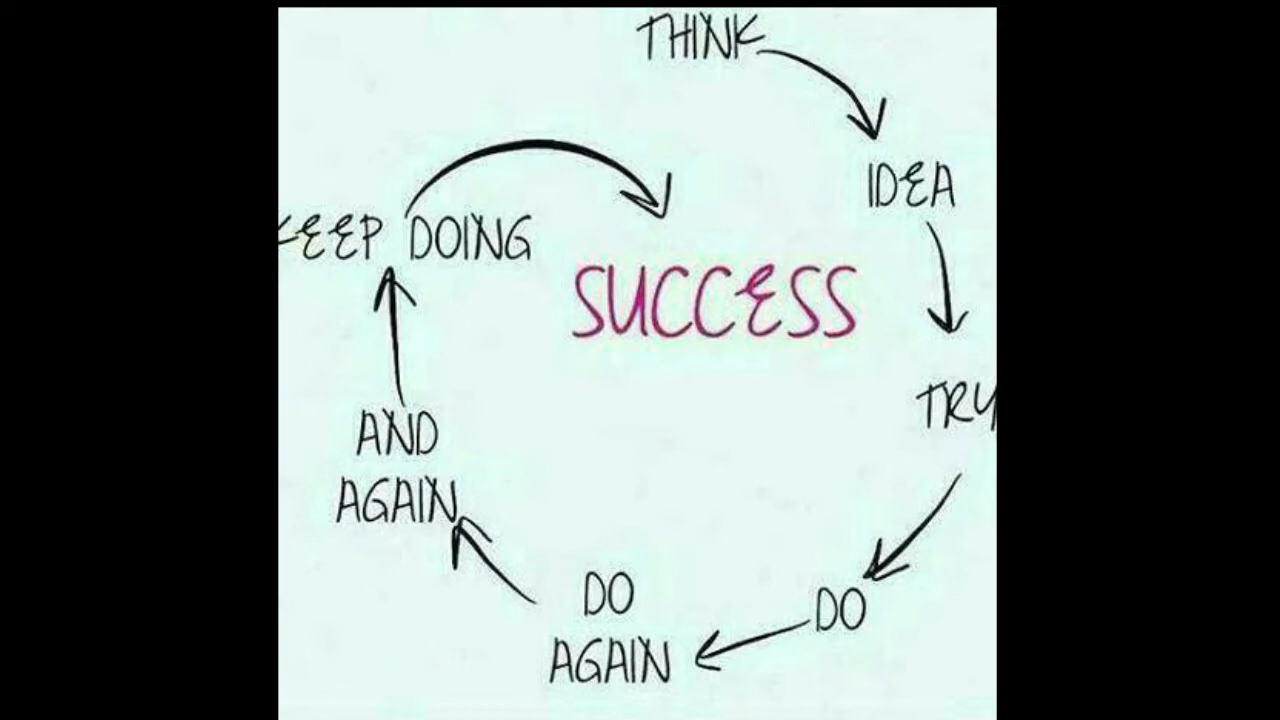 THINK
IDEA
TRY
DO
DO
AGAIN
AND
AGAIN
KEEP DOING
SUCCESS